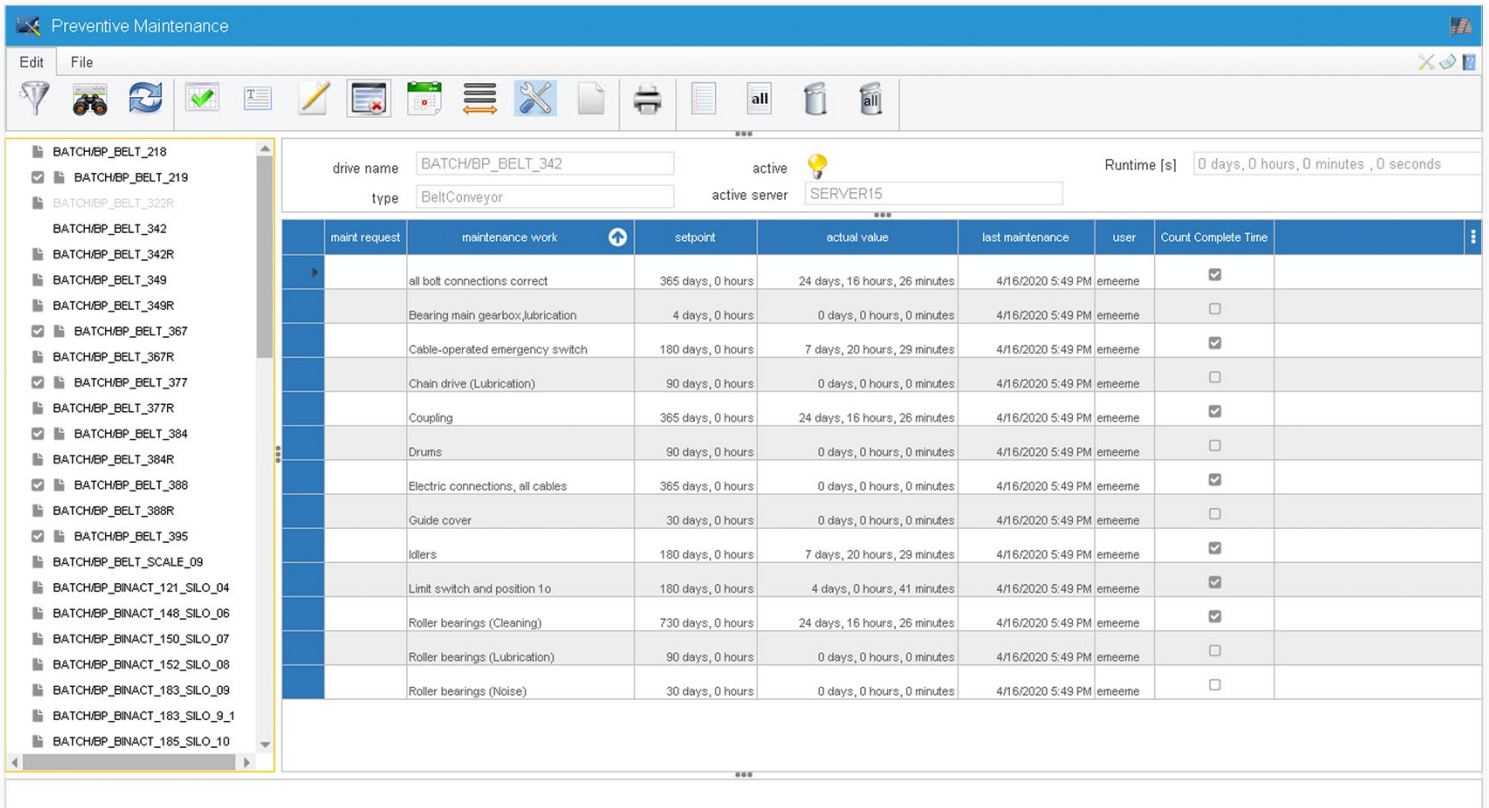 Preventive Maintenance
Edit File
all all
BATCH/BP_BELT_218
BATCH/BP_BELT_219
BATCH/BP_BELT_322R
BATCH/BP_BELT_342
BATCH/BP_BELT_342R
BATCH/BP_BELT_349
BATCH/BP_BELT_349R
BATCH/BP_BELT_367
BATCH/BP_BELT_367R
BATCH/BP_BELT_377
BATCH/BP_BELT_377R
BATCH/BP_BELT_384
BATCH/BP_BELT_384R
BATCH/BP_BELT_388
BATCH/BP_BELT_388R
BATCH/BP_BELT_395
BATCH/BP_BELT_SCALE_09
BATCH/BP_BINACT_121_SILO_04
BATCH/BP_BINACT_148_SILO_06
BATCH/BP_BINACT_150_SILO_07
BATCH/BP_BINACT_152_SILO_08
BATCH/BP_BINACT_183_SILO_09
BATCH/BP_BINACT_183_SILO_9_1
BATCH/BP_BINACT_185_SILO_10
drive name BATCH/BP_BELT_342 active Runtime [s] 0 days, 0 hours, 0 minutes , 0 seconds
type BeltConveyor active server SERVER15
maint request maintenance work setpoint actual value last maintenance user Count Complete Time
all bolt connections correct 365 days, 0 hours 24 days, 16 hours, 26 minutes 4/16/2020 5:49 PM emeeme
Bearing main gearbox,lubrication 4 days, 0 hours 0 days, 0 hours, 0 minutes 4/16/2020 5:49 PM emeeme
Cable-operated emergency switch 180 days, 0 hours 7 days, 20 hours, 29 minutes 4/16/2020 5:49 PM emeeme
Chain drive (Lubrication) 90 days, 0 hours 0 days, 0 hours, 0 minutes 4/16/2020 5:49 PM emeeme
Coupling 365 days, 0 hours 24 days, 16 hours, 26 minutes 4/16/2020 5:49 PM emeeme
Drums 90 days, 0 hours 0 days, 0 hours, 0 minutes 4/16/2020 5:49 PM emeeme
Electric connections, all cables 365 days, 0 hours 0 days, 0 hours, 0 minutes 4/16/2020 5:49 PM emeeme
Guide cover 30 days, 0 hours 0 days, 0 hours, 0 minutes 4/16/2020 5:49 PM emeeme
Idlers 180 days, 0 hours 7 days, 20 hours, 29 minutes 4/16/2020 5:49 PM emeeme
Limit switch and position 1o 180 days, 0 hours 4 days, 0 hours, 41 minutes 4/16/2020 5:49 PM emeeme
Roller bearings (Cleaning) 730 days, 0 hours 24 days, 16 hours, 26 minutes 4/16/2020 5:49 PM emeeme
Roller bearings (Lubrication) 90 days, 0 hours 0 days, 0 hours, 0 minutes 4/16/2020 5:49 PM emeeme
Roller bearings (Noise) 30 days, 0 hours 0 days, 0 hours, 0 minutes 4/16/2020 5:49 PM emeeme